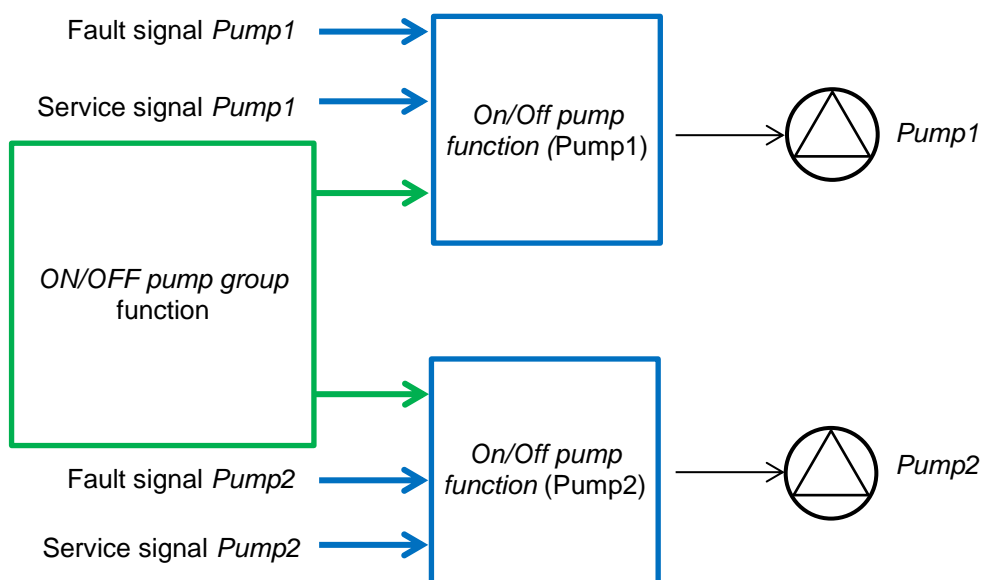 Fault signal Pump1
Service signal Pump1
On/Off pump
function (Pump1)
Pump1
ON/OFF pump group
function
On/Off pump
function (Pump2)
Pump2
Fault signal Pump2
Service signal Pump2